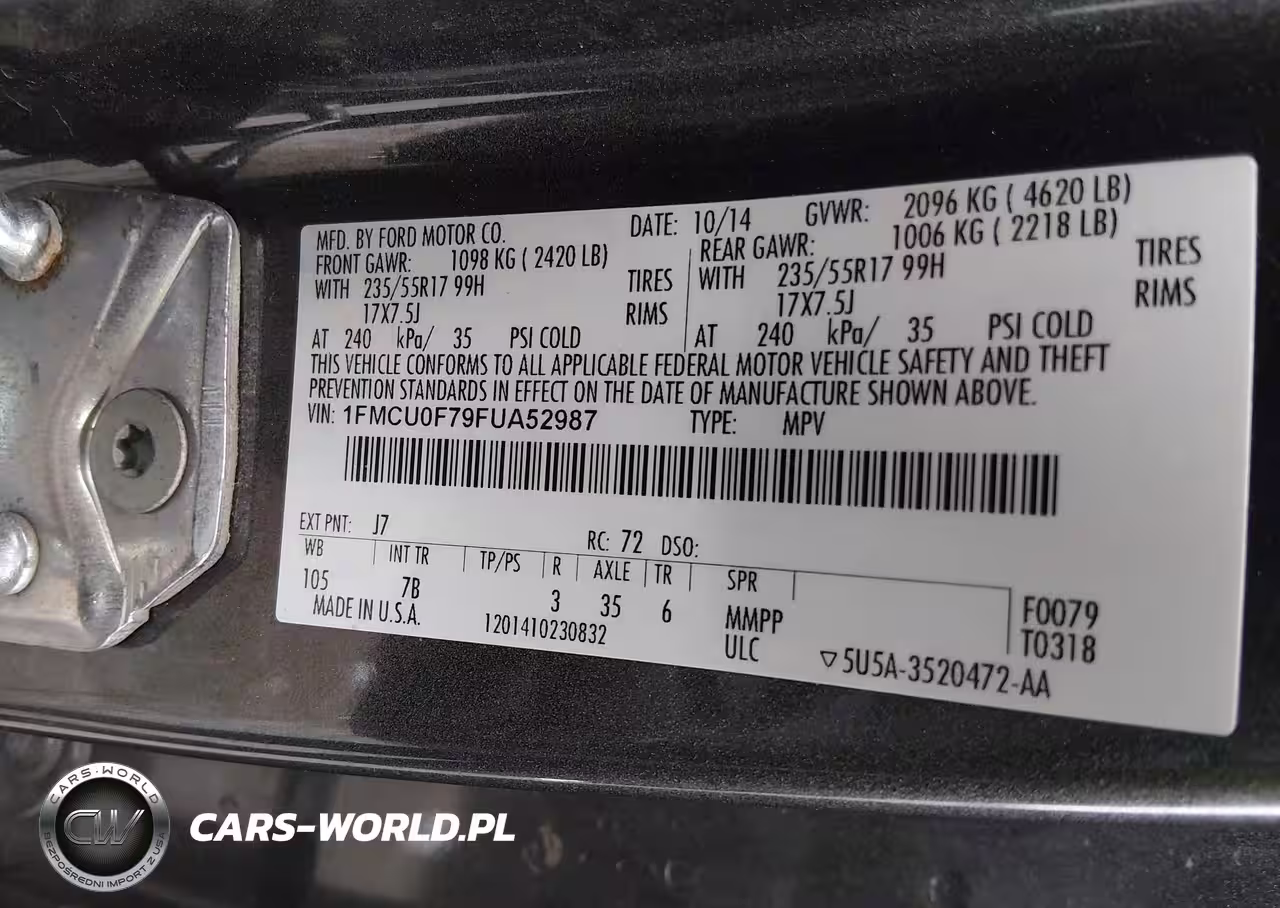 MFD. BY FORD MOTOR CO. DATE: 10/14 GVWR: 2096 KG ( 4620 LB)
FRONT GAWR: 1098 KG ( 2420 LB) REAR GAWR: 1006 KG ( 2218 LB)
WITH 235/55R17 99H TIRES WITH 235/55R17 99H TIRES
17X7.5J RIMS 17X7.5J RIMS
AT 240 kPa/ 35 PSI COLD AT 240 kPa/ 35 PSI COLD
THIS VEHICLE CONFORMS TO ALL APPLICABLE FEDERAL MOTOR VEHICLE SAFETY AND THEFT
PREVENTION STANDARDS IN EFFECT ON THE DATE OF MANUFACTURE SHOWN ABOVE.
VIN: 1FMCU0F79FUA52987 TYPE: MPV
EXT PNT: J7 RC: 72 DSO:
WB INT TR TP/PS R AXLE TR SPR
105 7B 3 35 6 MMPP F0079
MADE IN U.S.A. 1201410230832 ULC T0318
▽5U5A-3520472-AA
CARS-WORLD
CW
BEZPOŚREDNI IMPORT Z USA
CARS-WORLD.PL